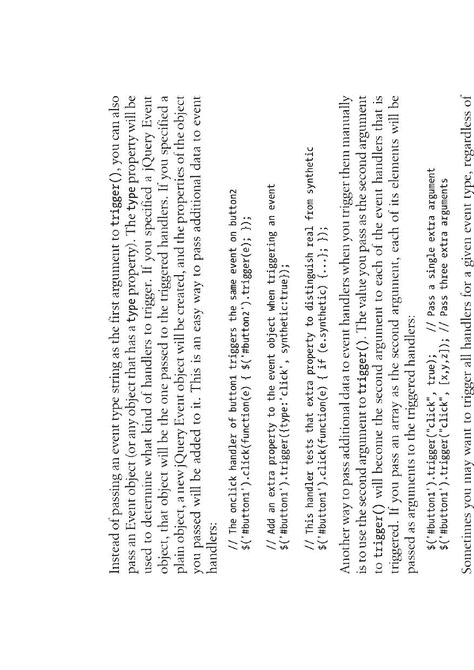 Instead of passing an event type string as the first argument to trigger(), you can also
pass an Event object (or any object that has a type property). The type property will be
used to determine what kind of handlers to trigger. If you specified a jQuery Event
object, that object will be the one passed to the triggered handlers. If you specified a
plain object, a new jQuery Event object will be created, and the properties of the object
you passed will be added to it. This is an easy way to pass additional data to event
handlers:
// The onclick handler of button1 triggers the same event on button2
$('#button1').click(function(e) { $('#button2').trigger(e); });
// Add an extra property to the event object when triggering an event
$('#button1').trigger({type:'click', synthetic:true});
// This handler tests that extra property to distinguish real from synthetic
$('#button1').click(function(e) { if (e.synthetic) {...}; });
Another way to pass additional data to event handlers when you trigger them manually
is to use the second argument to trigger(). The value you pass as the second argument
to trigger() will become the second argument to each of the event handlers that is
triggered. If you pass an array as the second argument, each of its elements will be
passed as arguments to the triggered handlers:
$('#button1').trigger("click", true); // Pass a single extra argument
$('#button1').trigger("click", [x,y,z]); // Pass three extra arguments
Sometimes you may want to trigger all handlers for a given event type, regardless of